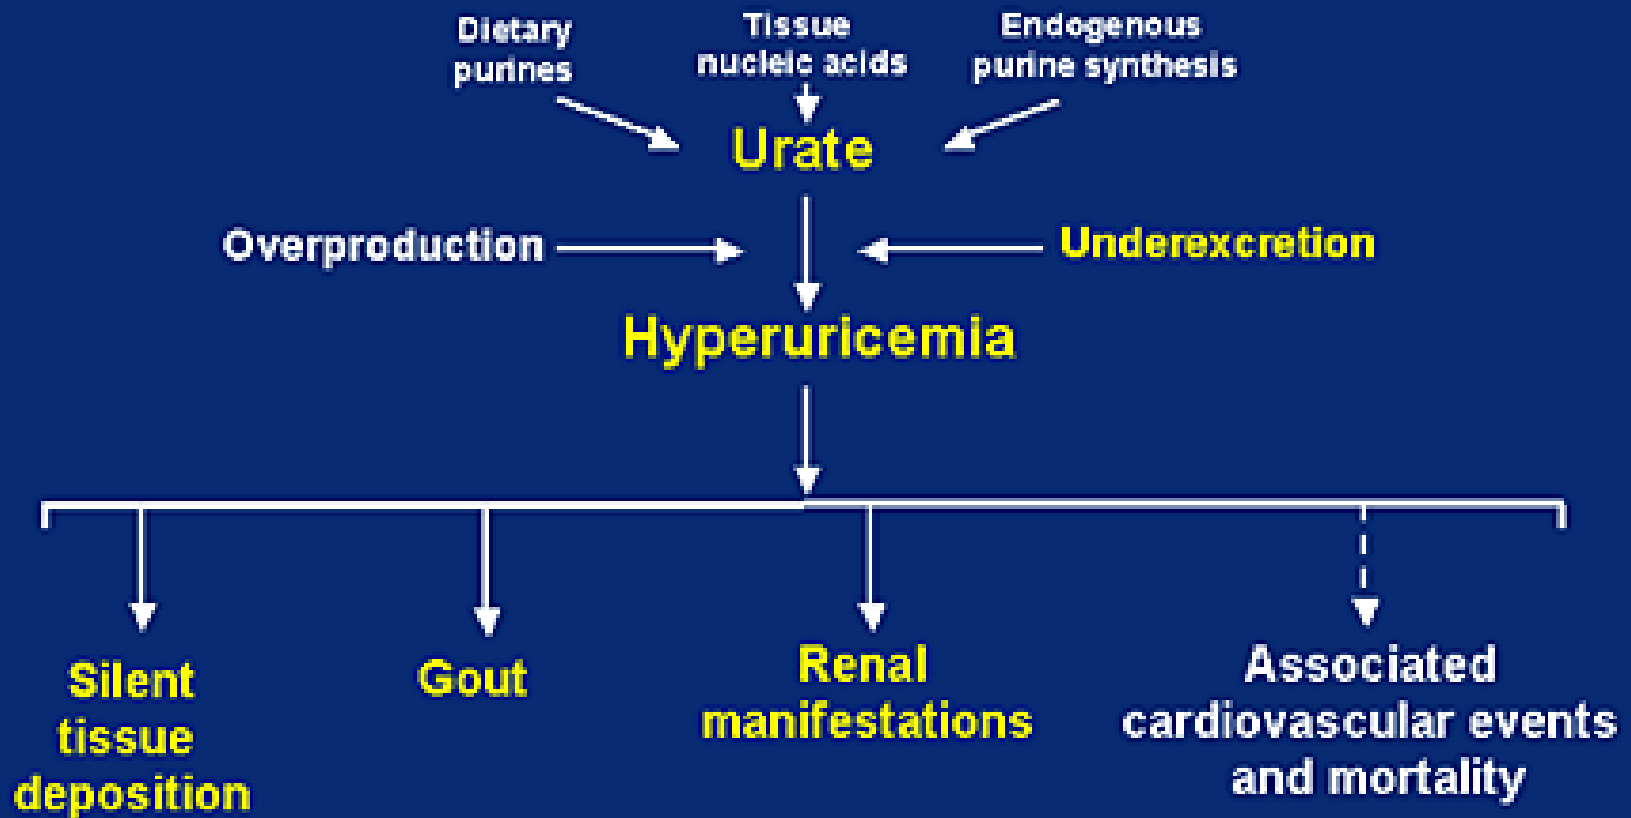 Dietary
purines
Tissue
nucleic acids
Endogenous
purine synthesis
Urate
Overproduction
Underexcretion
Hyperuricemia
Silent
tissue
deposition
Gout
Renal
manifestations
Associated
cardiovascular events
and mortality